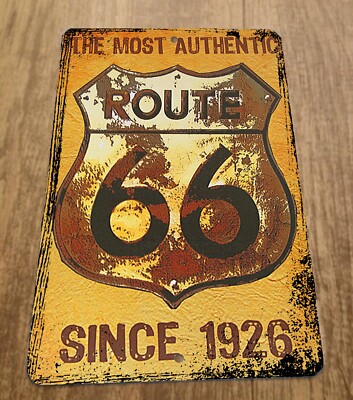 THE MOST AUTHENTIC
ROUTE
66
SINCE 1926